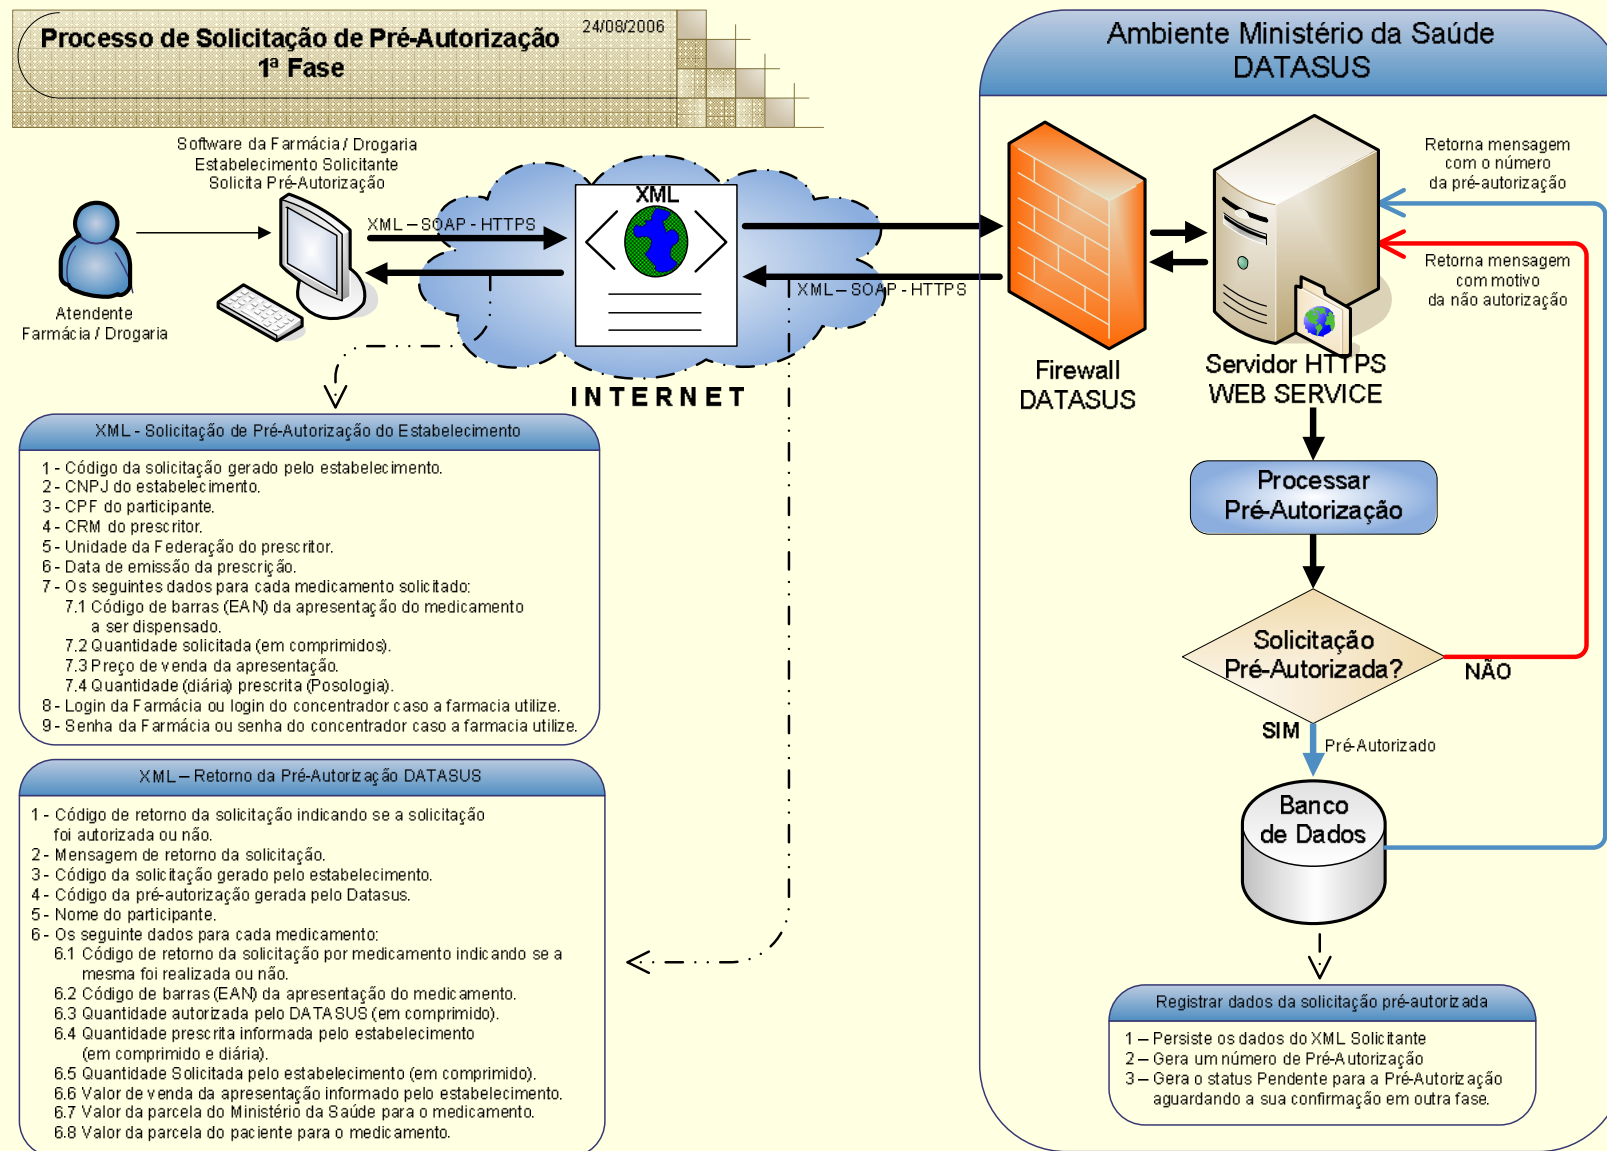 Processo de Solicitação de Pré-Autorização
1ª Fase
24/08/2006
Ambiente Ministério da Saúde
DATASUS
Software da Farmácia / Drogaria
Estabelecimento Solicitante
Solicita Pré-Autorização
XML – SOAP - HTTPS
XML
XML – SOAP - HTTPS
Atendente
Farmácia / Drogaria
INTERNET
Firewall
DATASUS
Servidor HTTPS
WEB SERVICE
Retorna mensagem
com o número
da pré-autorização
Retorna mensagem
com motivo
da não autorização
Processar
Pré-Autorização
Solicitação
Pré-Autorizada?
NÃO
SIM
Pré-Autorizado
Banco
de Dados
Registrar dados da solicitação pré-autorizada
1 – Persiste os dados do XML Solicitante
2 – Gera um número de Pré-Autorização
3 – Gera o status Pendente para a Pré-Autorização
aguardando a sua confirmação em outra fase.
XML - Solicitação de Pré-Autorização do Estabelecimento
1 - Código da solicitação gerado pelo estabelecimento.
2 - CNPJ do estabelecimento.
3 - CPF do participante.
4 - CRM do prescritor.
5 - Unidade da Federação do prescritor.
6 - Data de emissão da prescrição.
7 - Os seguintes dados para cada medicamento solicitado:
7.1 Código de barras (EAN) da apresentação do medicamento
a ser dispensado.
7.2 Quantidade solicitada (em comprimidos).
7.3 Preço de venda da apresentação.
7.4 Quantidade (diária) prescrita (Posologia).
8 - Login da Farmácia ou login do concentrador caso a farmacia utilize.
9 - Senha da Farmácia ou senha do concentrador caso a farmacia utilize.
XML – Retorno da Pré-Autorização DATASUS
1 - Código de retorno da solicitação indicando se a solicitação
foi autorizada ou não.
2 - Mensagem de retorno da solicitação.
3 - Código da solicitação gerado pelo estabelecimento.
4 - Código da pré-autorização gerada pelo Datasus.
5 - Nome do participante.
6 - Os seguinte dados para cada medicamento:
6.1 Código de retorno da solicitação por medicamento indicando se a
mesma foi realizada ou não.
6.2 Código de barras (EAN) da apresentação do medicamento.
6.3 Quantidade autorizada pelo DATASUS (em comprimido).
6.4 Quantidade prescrita informada pelo estabelecimento
(em comprimido e diária).
6.5 Quantidade Solicitada pelo estabelecimento (em comprimido).
6.6 Valor de venda da apresentação informado pelo estabelecimento.
6.7 Valor da parcela do Ministério da Saúde para o medicamento.
6.8 Valor da parcela do paciente para o medicamento.